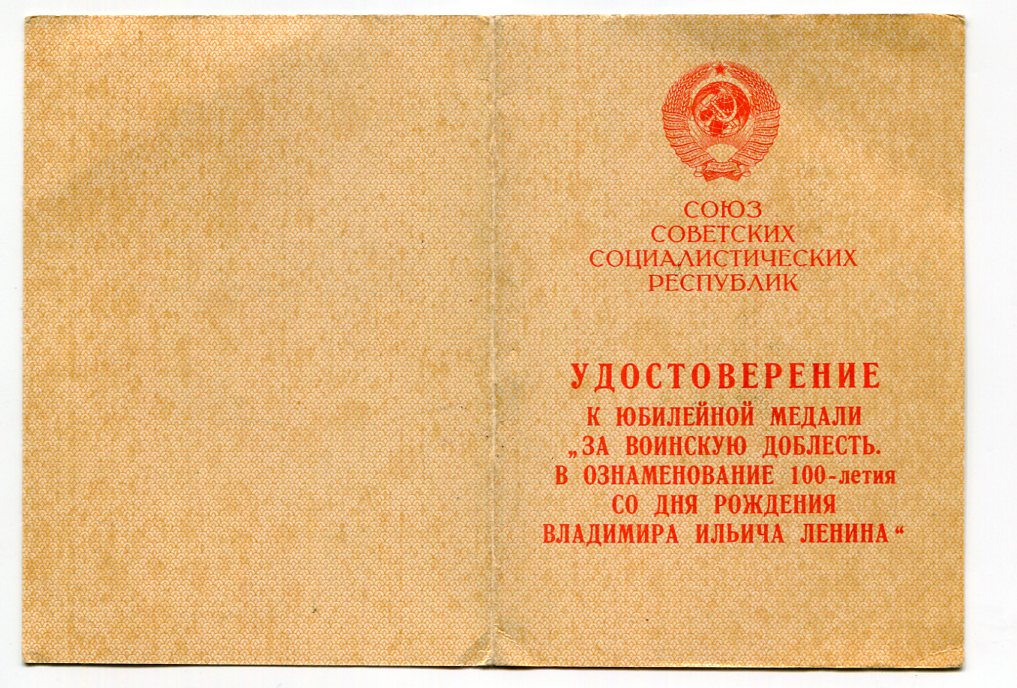 СОЮЗ
СОВЕТСКИХ
СОЦИАЛИСТИЧЕСКИХ
РЕСПУБЛИК
УДОСТОВЕРЕНИЕ
К ЮБИЛЕЙНОЙ МЕДАЛИ
„ЗА ВОИНСКУЮ ДОБЛЕСТЬ.
В ОЗНАМЕНОВАНИЕ 100-летия
СО ДНЯ РОЖДЕНИЯ
ВЛАДИМИРА ИЛЬИЧА ЛЕНИНА“